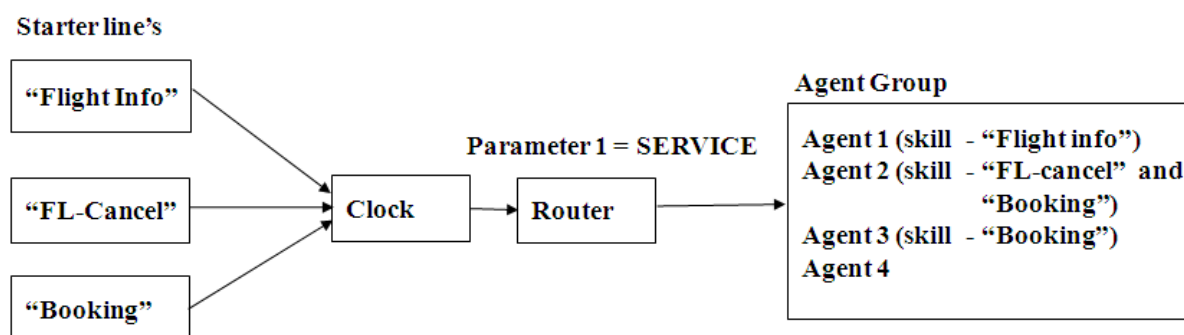 Starter line’s
“Flight Info”
“FL-Cancel”
“Booking”
Clock
Parameter 1 = SERVICE
Router
Agent Group
Agent 1 (skill - “Flight info”)
Agent 2 (skill - “FL-cancel” and
“Booking”)
Agent 3 (skill - “Booking”)
Agent 4